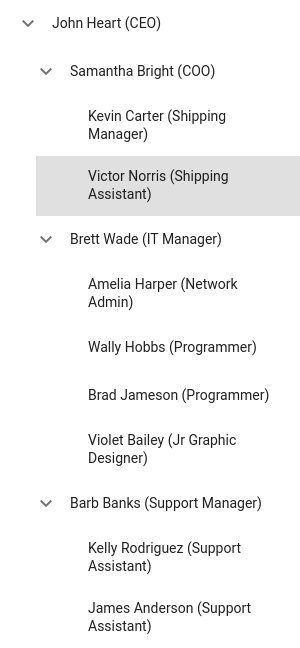 John Heart (CEO)
Samantha Bright (COO)
Kevin Carter (Shipping
Manager)
Victor Norris (Shipping
Assistant)
Brett Wade (IT Manager)
Amelia Harper (Network
Admin)
Wally Hobbs (Programmer)
Brad Jameson (Programmer)
Violet Bailey (Jr Graphic
Designer)
Barb Banks (Support Manager)
Kelly Rodriguez (Support
Assistant)
James Anderson (Support
Assistant)